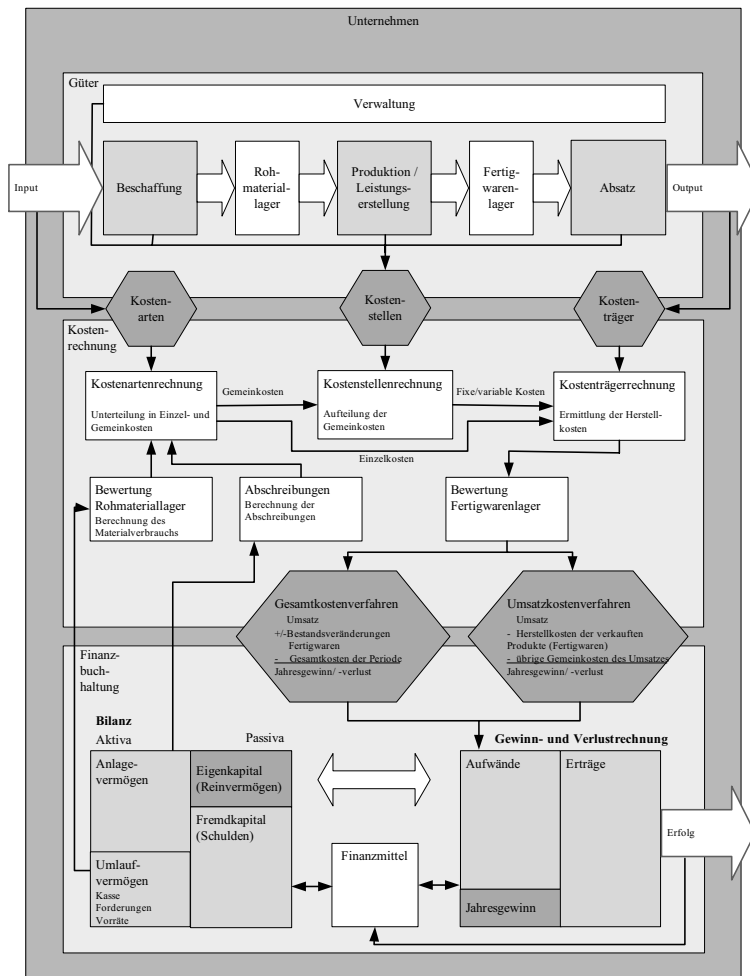 Unternehmen
Güter
Verwaltung
Input
Beschaffung
Roh-
material-
lager
Produktion /
Leistungs-
erstellung
Fertig-
waren-
lager
Absatz
Output
Kosten-
arten
Kosten-
stellen
Kosten-
träger
Kosten-
rechnung
Kostenartenrechnung
Unterteilung in Einzel- und
Gemeinkosten
Gemeinkosten
Kostenstellenrechnung
Aufteilung der
Gemeinkosten
Fixe/variable Kosten
Kostenträgerrechnung
Ermittlung der Herstell-
kosten
Einzelkosten
Bewertung
Rohmateriallager
Berechnung des
Materialverbrauchs
Abschreibungen
Berechnung der
Abschreibungen
Bewertung
Fertigwarenlager
Gesamtkostenverfahren
Umsatz
+/-Bestandsveränderungen
Fertigwaren
- Gesamtkosten der Periode
Jahresgewinn/ -verlust
Umsatzkostenverfahren
Umsatz
- Herstellkosten der verkauften
Produkte (Fertigwaren)
- übrige Gemeinkosten des Umsatzes
Jahresgewinn/ -verlust
Finanz-
buch-
haltung
Bilanz
Aktiva
Passiva
Anlage-
vermögen
Eigenkapital
(Reinvermögen)
Fremdkapital
(Schulden)
Umlauf-
vermögen
Kasse
Forderungen
Vorräte
Finanzmittel
Gewinn- und Verlustrechnung
Aufwände
Erträge
Jahresgewinn
Erfolg